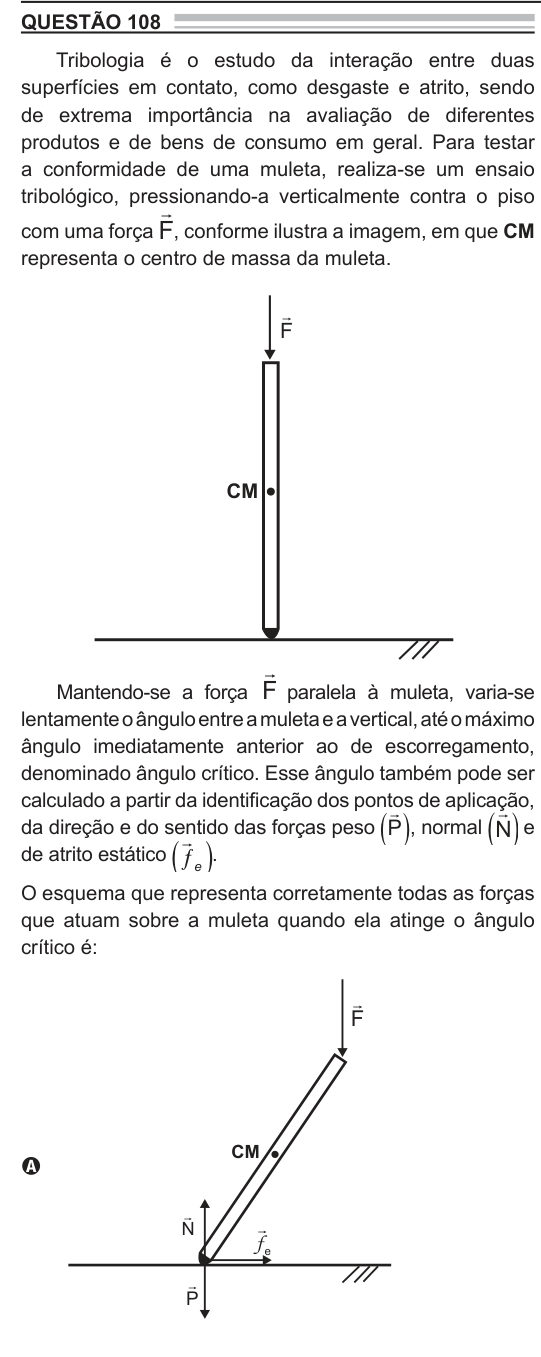 QUESTÃO 108
Tribologia é o estudo da interação entre duas
superfícies em contato, como desgaste e atrito, sendo
de extrema importância na avaliação de diferentes
produtos e de bens de consumo em geral. Para testar
a conformidade de uma muleta, realiza-se um ensaio
tribológico, pressionando-a verticalmente contra o piso
com uma força F⃗, conforme ilustra a imagem, em que CM
representa o centro de massa da muleta.
F⃗
CM
Mantendo-se a força F⃗ paralela à muleta, varia-se
lentamente o ângulo entre a muleta e a vertical, até o máximo
ângulo imediatamente anterior ao de escorregamento,
denominado ângulo crítico. Esse ângulo também pode ser
calculado a partir da identificação dos pontos de aplicação,
da direção e do sentido das forças peso (P⃗), normal (N⃗) e
de atrito estático (f⃗ₑ).
O esquema que representa corretamente todas as forças
que atuam sobre a muleta quando ela atinge o ângulo
crítico é:
F⃗
CM
A
N⃗
f⃗ₑ
P⃗